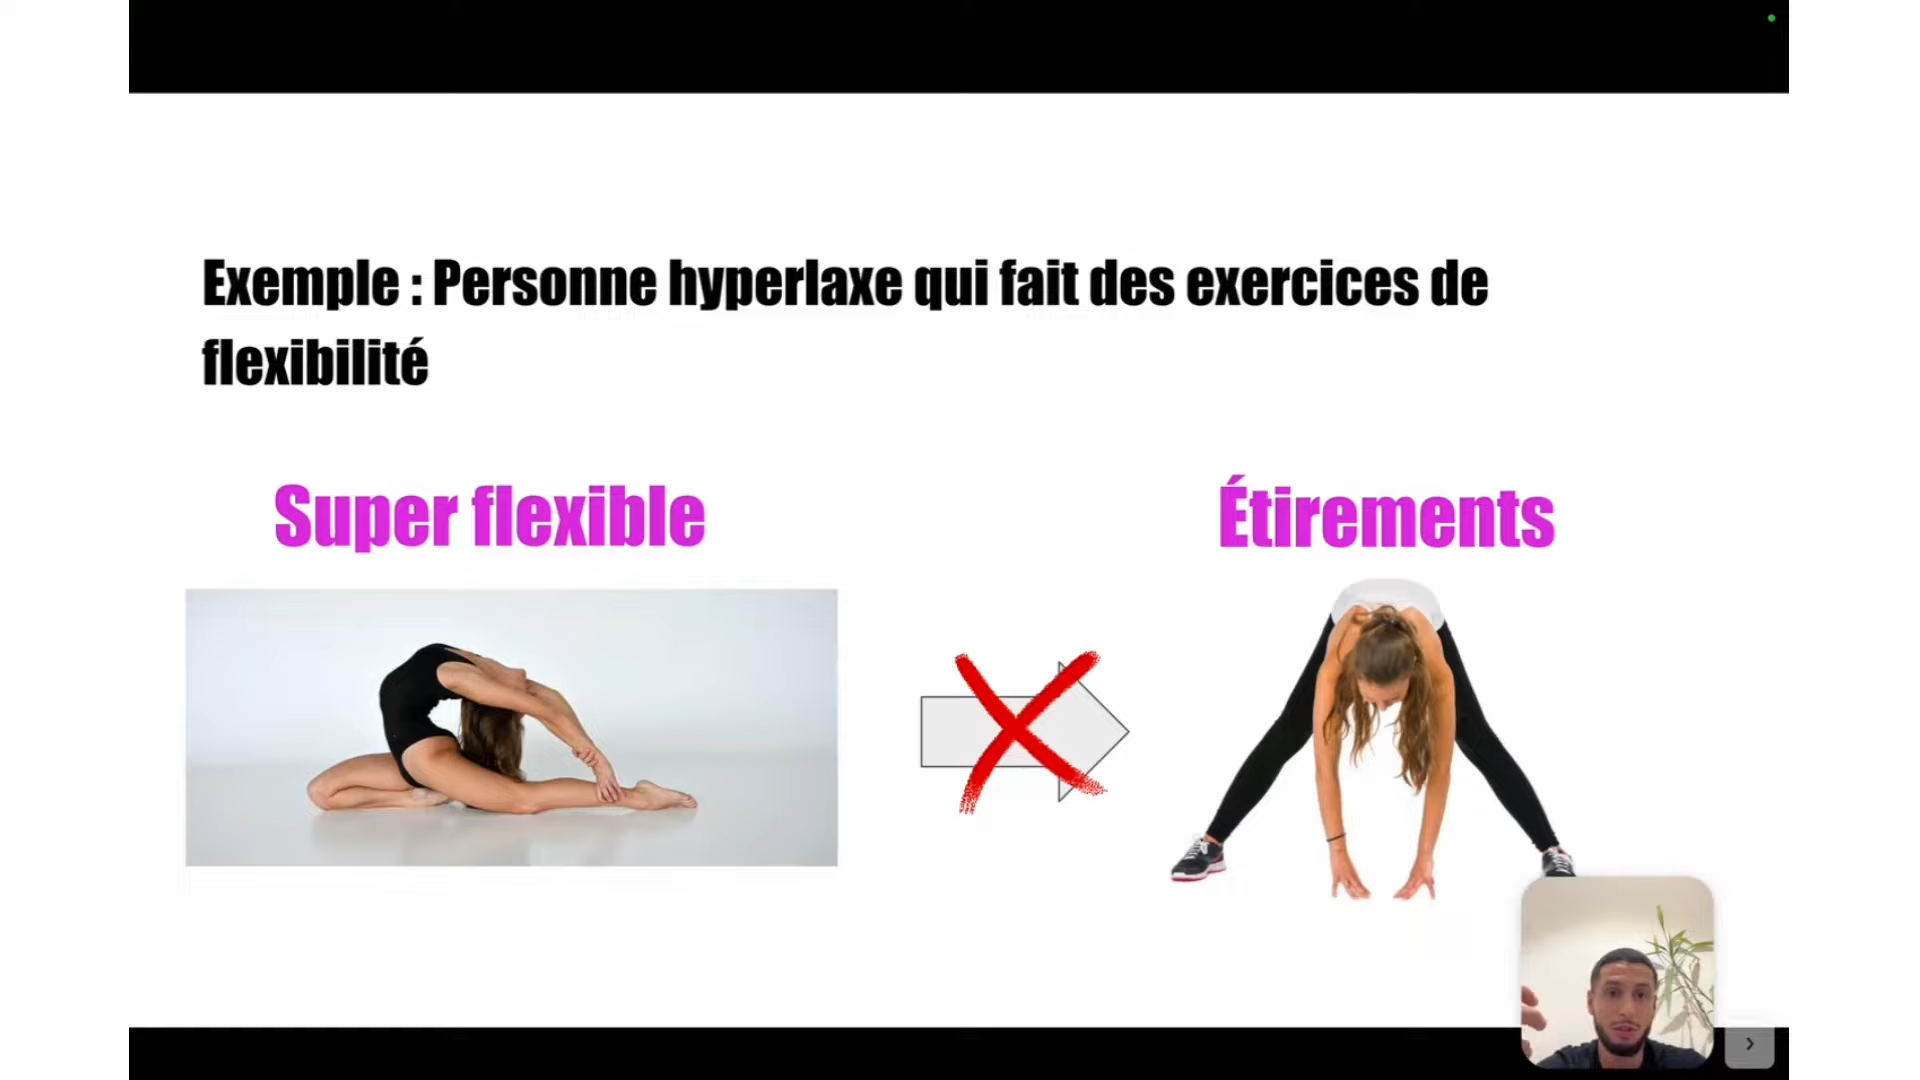 Exemple : Personne hyperlaxe qui fait des exercices de
flexibilité
Super flexible
Étirements